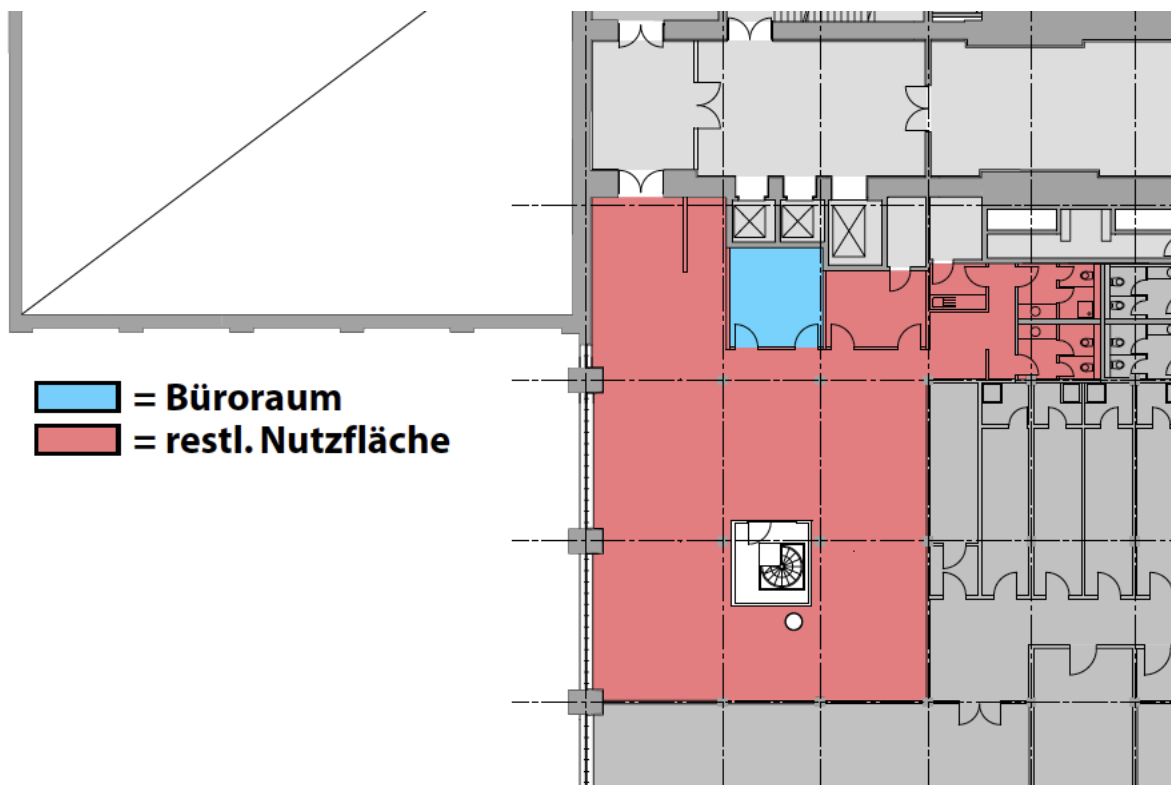 = Büroraum
= restl. Nutzfläche